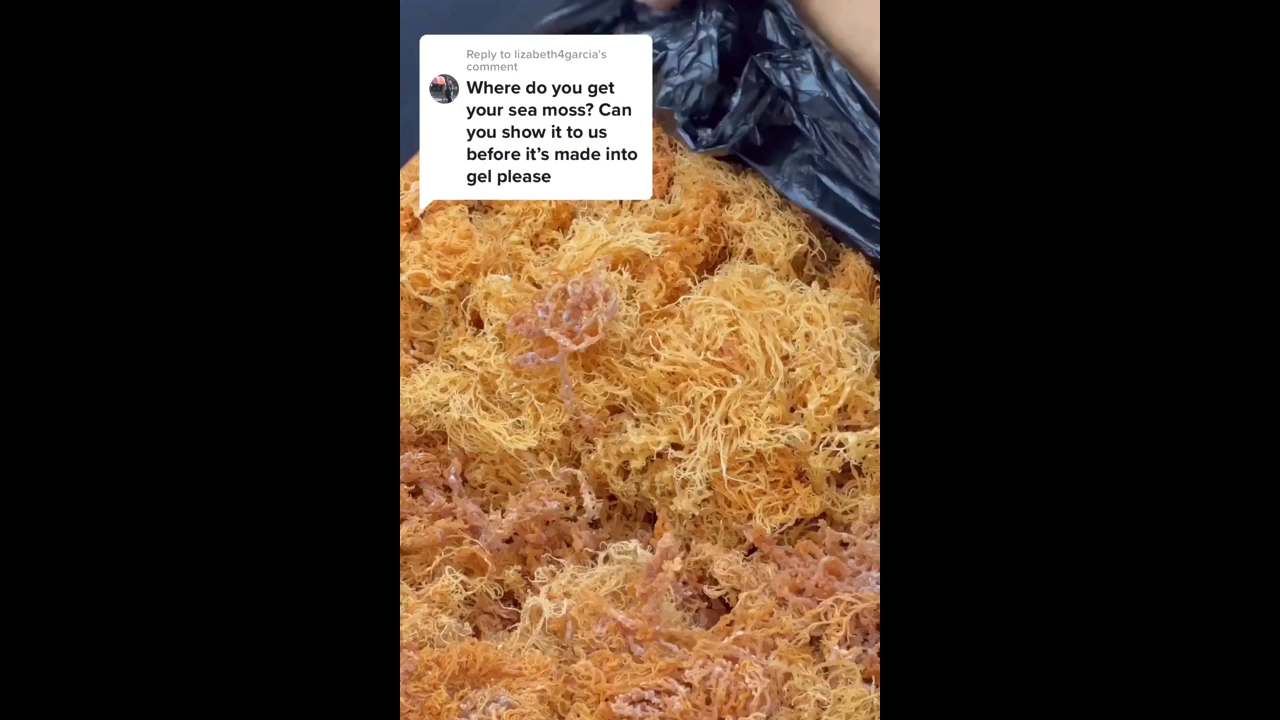 Reply to lizabeth4garcia's
comment
Where do you get
your sea moss? Can
you show it to us
before it’s made into
gel please